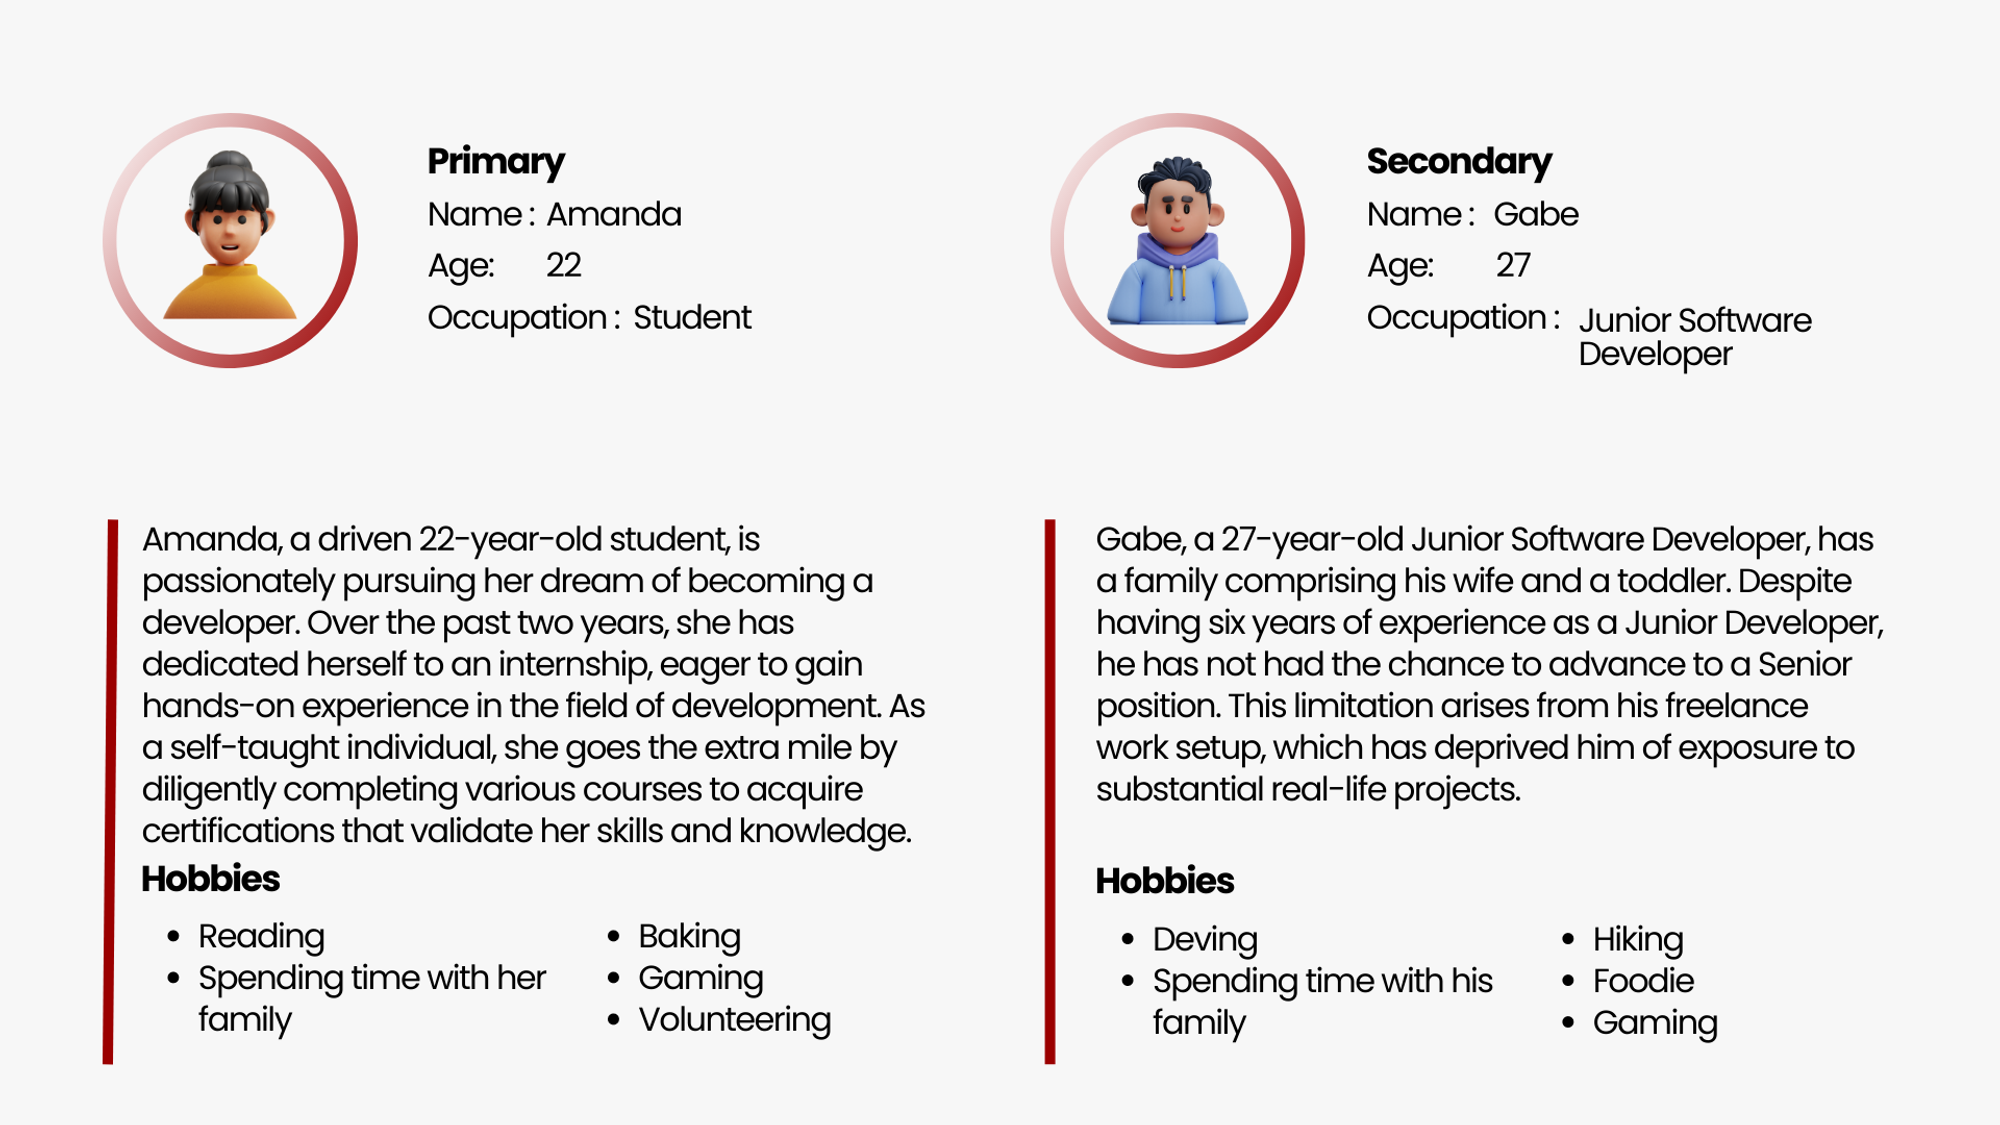 Primary
Name : Amanda
Age: 22
Occupation : Student
Secondary
Name : Gabe
Age: 27
Occupation : Junior Software
Developer
Amanda, a driven 22-year-old student, is
passionately pursuing her dream of becoming a
developer. Over the past two years, she has
dedicated herself to an internship, eager to gain
hands-on experience in the field of development. As
a self-taught individual, she goes the extra mile by
diligently completing various courses to acquire
certifications that validate her skills and knowledge.
Hobbies
• Reading
• Spending time with her
family
• Baking
• Gaming
• Volunteering
Gabe, a 27-year-old Junior Software Developer, has
a family comprising his wife and a toddler. Despite
having six years of experience as a Junior Developer,
he has not had the chance to advance to a Senior
position. This limitation arises from his freelance
work setup, which has deprived him of exposure to
substantial real-life projects.
Hobbies
• Deving
• Spending time with his
family
• Hiking
• Foodie
• Gaming